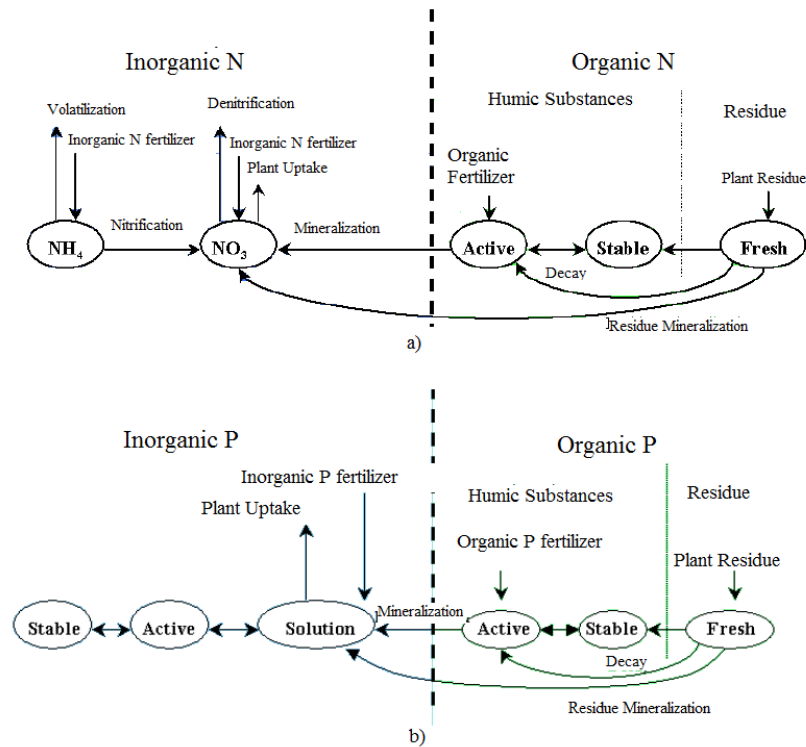 Inorganic N
Organic N
Volatilization
Denitrification
Humic Substances
Residue
Inorganic N fertilizer
Inorganic N fertilizer
Plant Uptake
Organic
Fertilizer
Plant Residue
Nitrification
Mineralization
NH4
NO3
Active
Stable
Fresh
Decay
Residue Mineralization
a)
Inorganic P
Organic P
Inorganic P fertilizer
Plant Uptake
Humic Substances
Residue
Organic P fertilizer
Plant Residue
Mineralization
Stable
Active
Solution
Active
Stable
Fresh
Decay
Residue Mineralization
b)